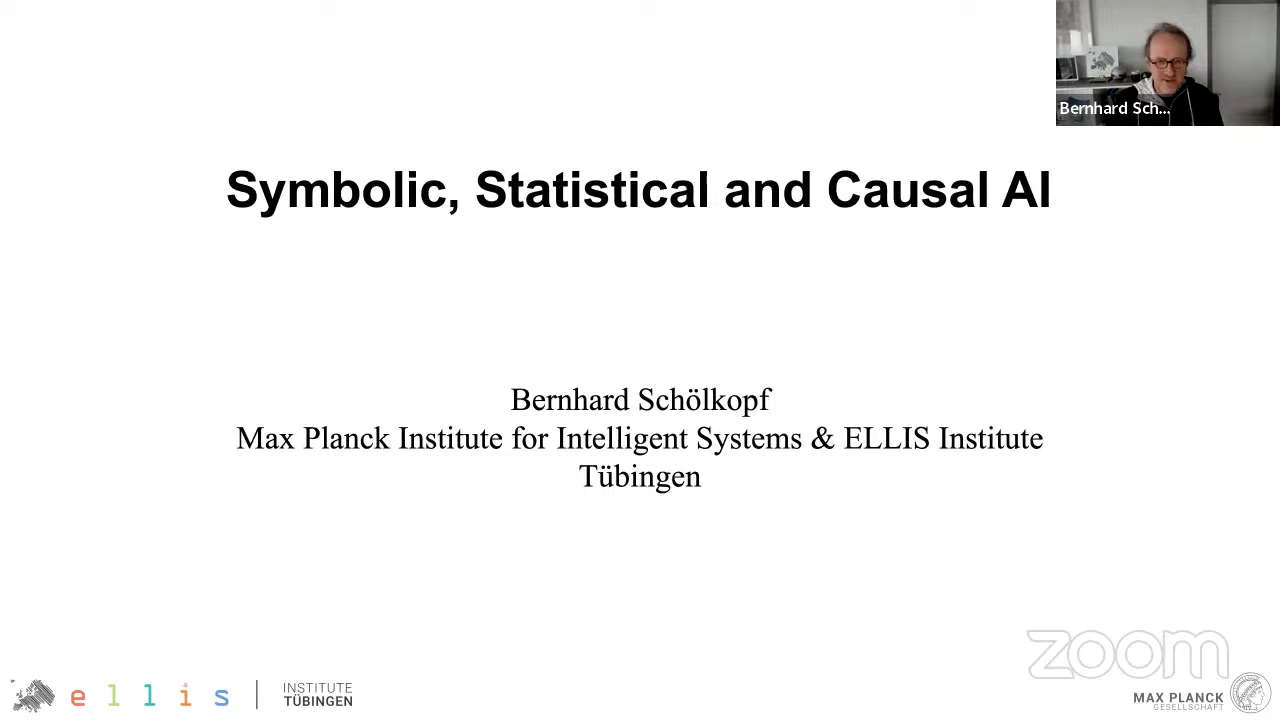 Bernhard Sch...
Symbolic, Statistical and Causal AI
Bernhard Schölkopf
Max Planck Institute for Intelligent Systems & ELLIS Institute
Tübingen
zoom
ellis
INSTITUTE
TÜBINGEN
MAX PLANCK
GESELLSCHAFT